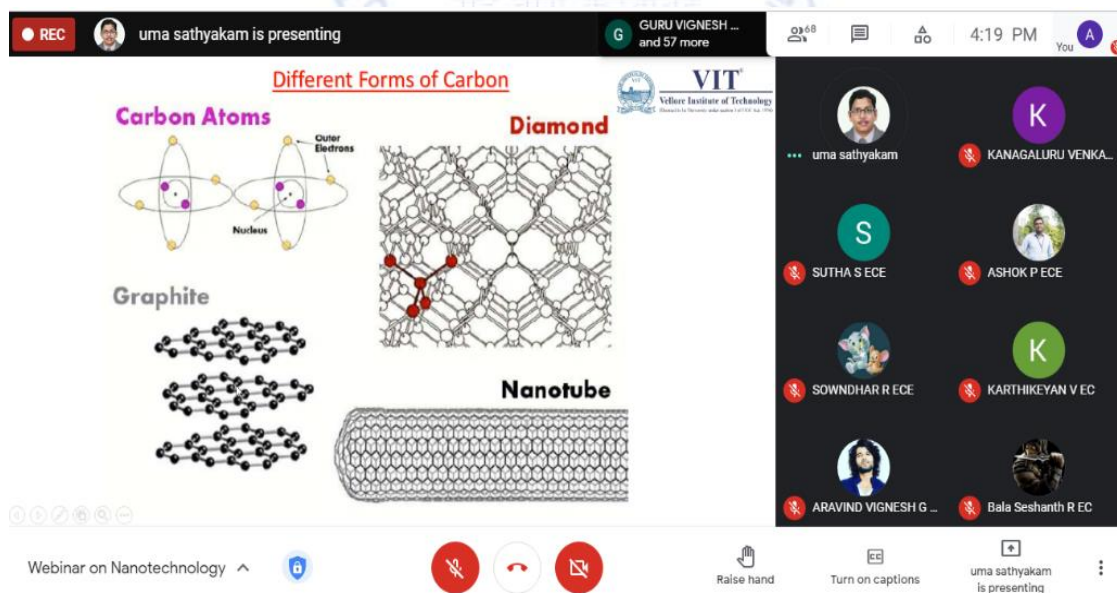 REC
uma sathyakam is presenting
G
GURU VIGNESH ...
and 57 more
68
4:19 PM
You
A
Different Forms of Carbon
VIT
Vellore Institute of Technology
Carbon Atoms
Outer
Electrons
Nucleus
Diamond
Graphite
Nanotube
uma sathyakam
K
KANAGALURU VENKA...
S
SUTHA S ECE
ASHOK P ECE
SOWNDHAR R ECE
K
KARTHIKEYAN V EC
ARAVIND VIGNESH G ...
Bala Seshanth R EC
Webinar on Nanotechnology
Raise hand
CC
Turn on captions
uma sathyakam
is presenting